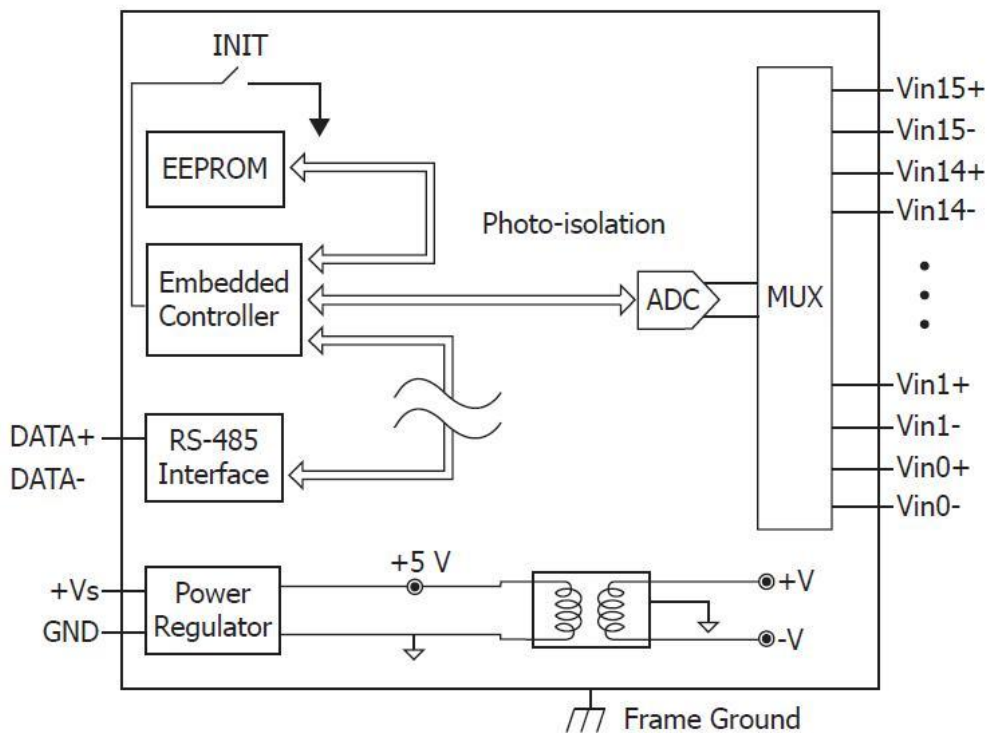 INIT
EEPROM
Photo-isolation
Embedded
Controller
ADC
MUX
Vin15+
Vin15-
Vin14+
Vin14-
Vin1+
Vin1-
Vin0+
Vin0-
DATA+
DATA-
RS-485
Interface
+Vs
GND
Power
Regulator
+5 V
+V
-V
Frame Ground